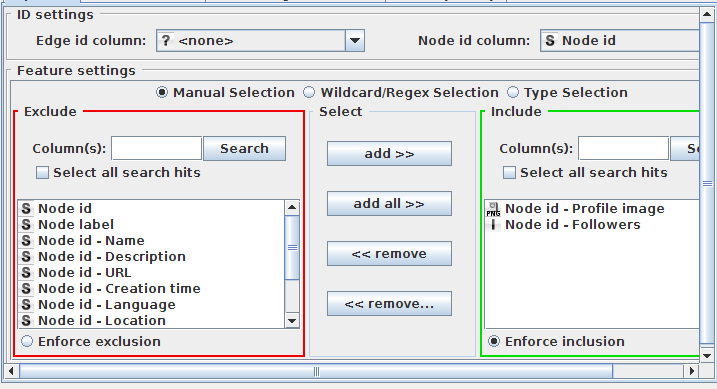 ID settings
Edge id column: ? <none> Node id column: S Node id
Feature settings
Manual Selection Wildcard/Regex Selection Type Selection
Exclude Select Include
Column(s): Search add >> Column(s):
Select all search hits Select all search hits
S Node id add all >> PNG Node id - Profile image
S Node label I Node id - Followers
S Node id - Name
S Node id - Description << remove
S Node id - URL
S Node id - Creation time
S Node id - Language << remove...
S Node id - Location
Enforce exclusion Enforce inclusion